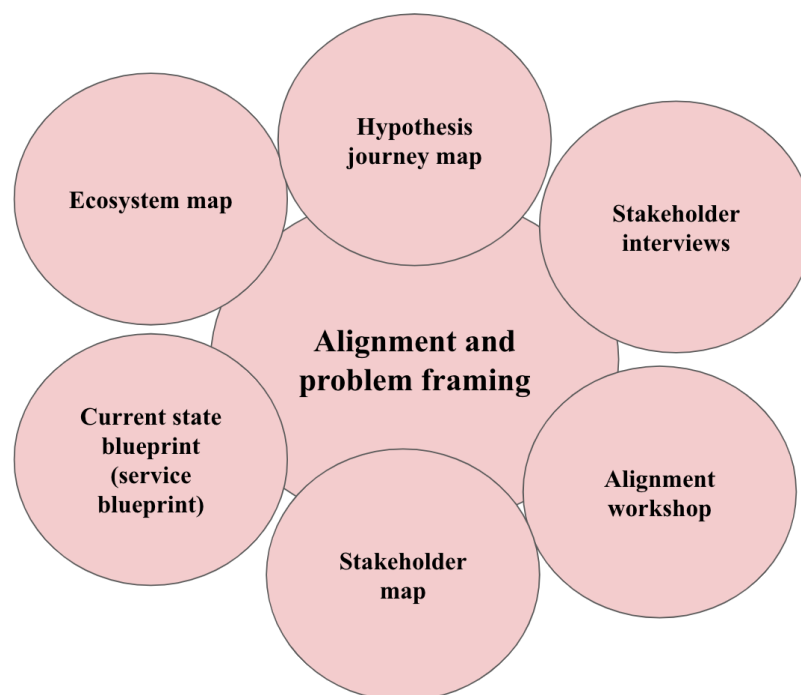 Hypothesis
journey map
Ecosystem map
Stakeholder
interviews
Alignment and
problem framing
Current state
blueprint
(service
blueprint)
Alignment
workshop
Stakeholder
map